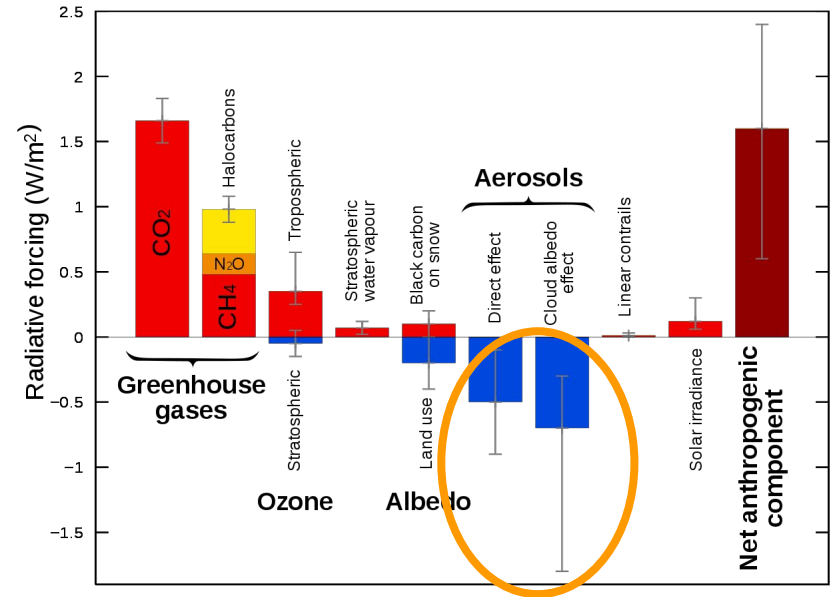 2.5
2
1.5
1
0.5
0
−0.5
−1
−1.5
Radiative forcing (W/m²)
CO₂
Halocarbons
N₂O
CH₄
Greenhouse
gases
Tropospheric
Stratospheric
Ozone
Stratospheric
water vapour
Black carbon
on snow
Land use
Albedo
Aerosols
Direct effect
Cloud albedo
effect
Linear contrails
Solar irradiance
Net anthropogenic
component